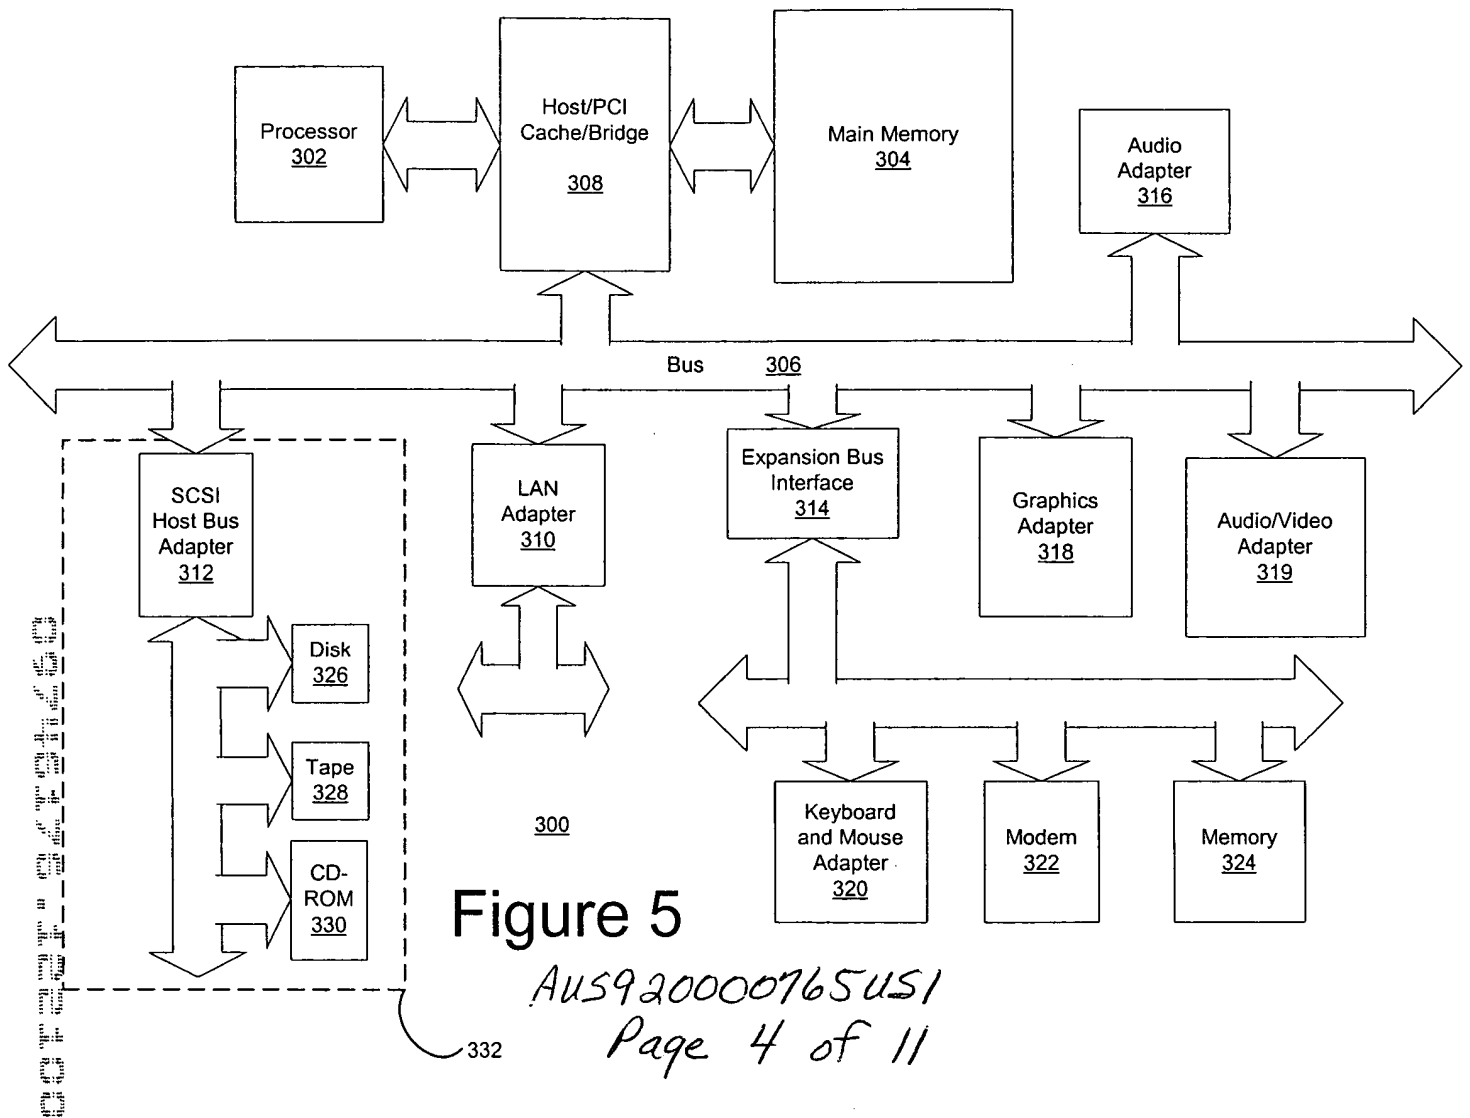 Processor
302
Host/PCI
Cache/Bridge
308
Main Memory
304
Audio
Adapter
316
Bus 306
SCSI
Host Bus
Adapter
312
LAN
Adapter
310
Expansion Bus
Interface
314
Graphics
Adapter
318
Audio/Video
Adapter
319
Disk
326
Tape
328
CD-
ROM
330
300
Keyboard
and Mouse
Adapter
320
Modem
322
Memory
324
Figure 5
AUS920000765US1
Page 4 of 11
332